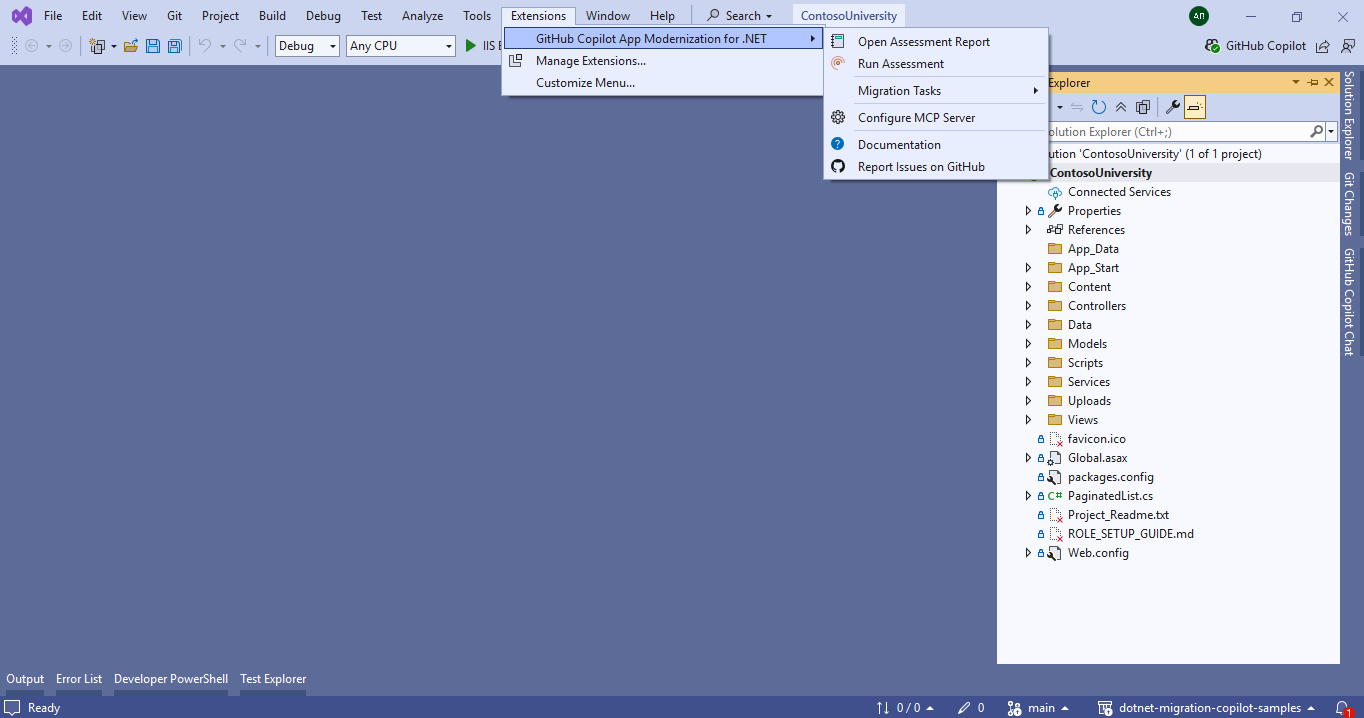 File Edit View Git Project Build Debug Test Analyze Tools Extensions Window Help Search ContosoUniversity АП
Debug Any CPU IIS E GitHub Copilot
GitHub Copilot App Modernization for .NET
Manage Extensions...
Customize Menu...
Open Assessment Report
Run Assessment
Migration Tasks
Configure MCP Server
Documentation
Report Issues on GitHub
Explorer
olution Explorer (Ctrl+;)
ution 'ContosoUniversity' (1 of 1 project)
ContosoUniversity
Connected Services
Properties
References
App_Data
App_Start
Content
Controllers
Data
Models
Scripts
Services
Uploads
Views
favicon.ico
Global.asax
packages.config
C# PaginatedList.cs
Project_Readme.txt
ROLE_SETUP_GUIDE.md
Web.config
Solution Explorer
Git Changes
GitHub Copilot Chat
Output Error List Developer PowerShell Test Explorer
Ready 0 / 0 0 main dotnet-migration-copilot-samples 1